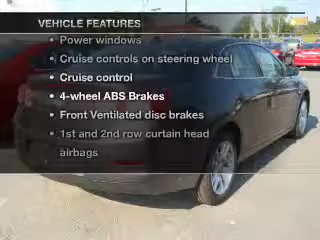 VEHICLE FEATURES
• Power windows
• Cruise controls on steering wheel
• Cruise control
• 4-wheel ABS Brakes
• Front Ventilated disc brakes
• 1st and 2nd row curtain head
airbags